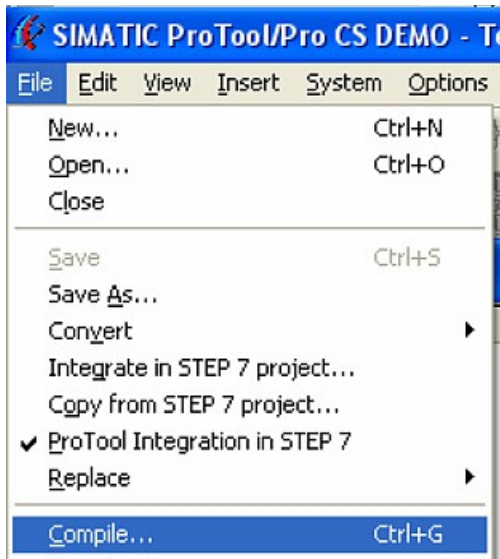 SIMATIC ProTool/Pro CS DEMO - T
File Edit View Insert System Options
New... Ctrl+N
Open... Ctrl+O
Close
Save Ctrl+S
Save As...
Convert
Integrate in STEP 7 project...
Copy from STEP 7 project...
ProTool Integration in STEP 7
Replace
Compile... Ctrl+G